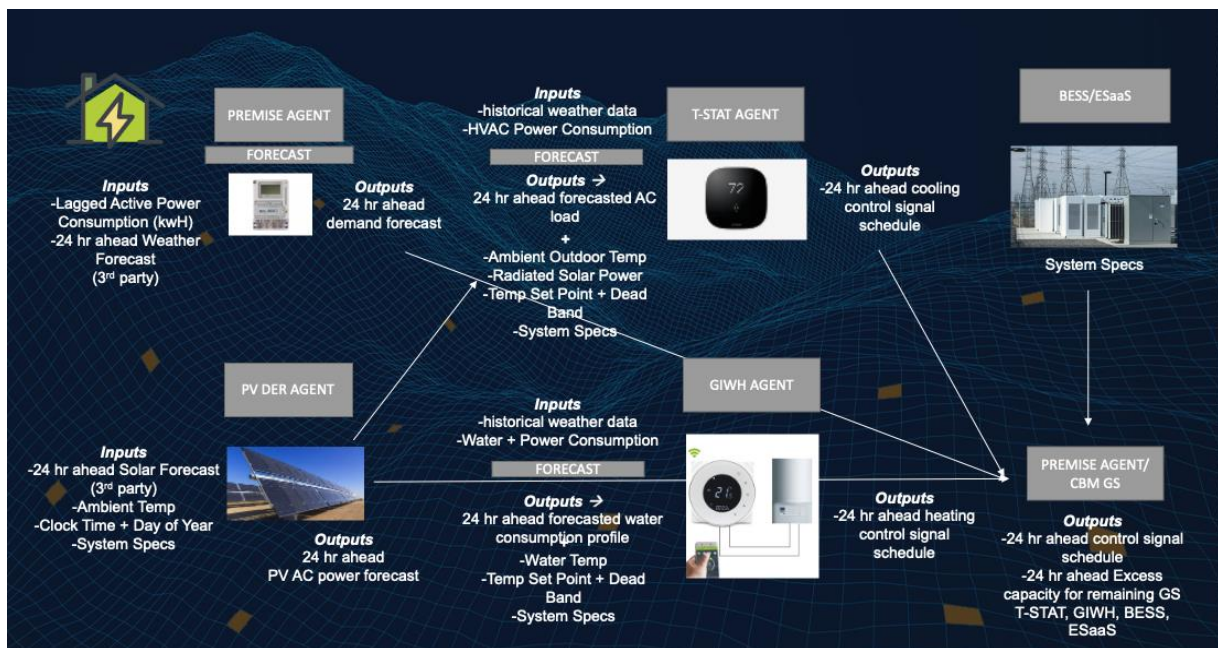 PREMISE AGENT
FORECAST
Inputs
-Lagged Active Power
Consumption (kwH)
-24 hr ahead Weather
Forecast
(3rd party)
Outputs
24 hr ahead
demand forecast
Inputs
-historical weather data
-HVAC Power Consumption
FORECAST
Outputs →
24 hr ahead forecasted AC
load
+
-Ambient Outdoor Temp
-Radiated Solar Power
-Temp Set Point + Dead
Band
-System Specs
T-STAT AGENT
72
Outputs
-24 hr ahead cooling
control signal
schedule
BESS/ESaaS
System Specs
PV DER AGENT
Inputs
-24 hr ahead Solar Forecast
(3rd party)
-Ambient Temp
-Clock Time + Day of Year
-System Specs
Outputs
24 hr ahead
PV AC power forecast
Inputs
-historical weather data
-Water + Power Consumption
FORECAST
Outputs →
24 hr ahead forecasted water
consumption profile
+
-Water Temp
-Temp Set Point + Dead
Band
-System Specs
GIWH AGENT
Outputs
-24 hr ahead heating
control signal
schedule
PREMISE AGENT/
CBM GS
Outputs
-24 hr ahead control signal
schedule
-24 hr ahead Excess
capacity for remaining GS
T-STAT, GIWH, BESS,
ESaaS